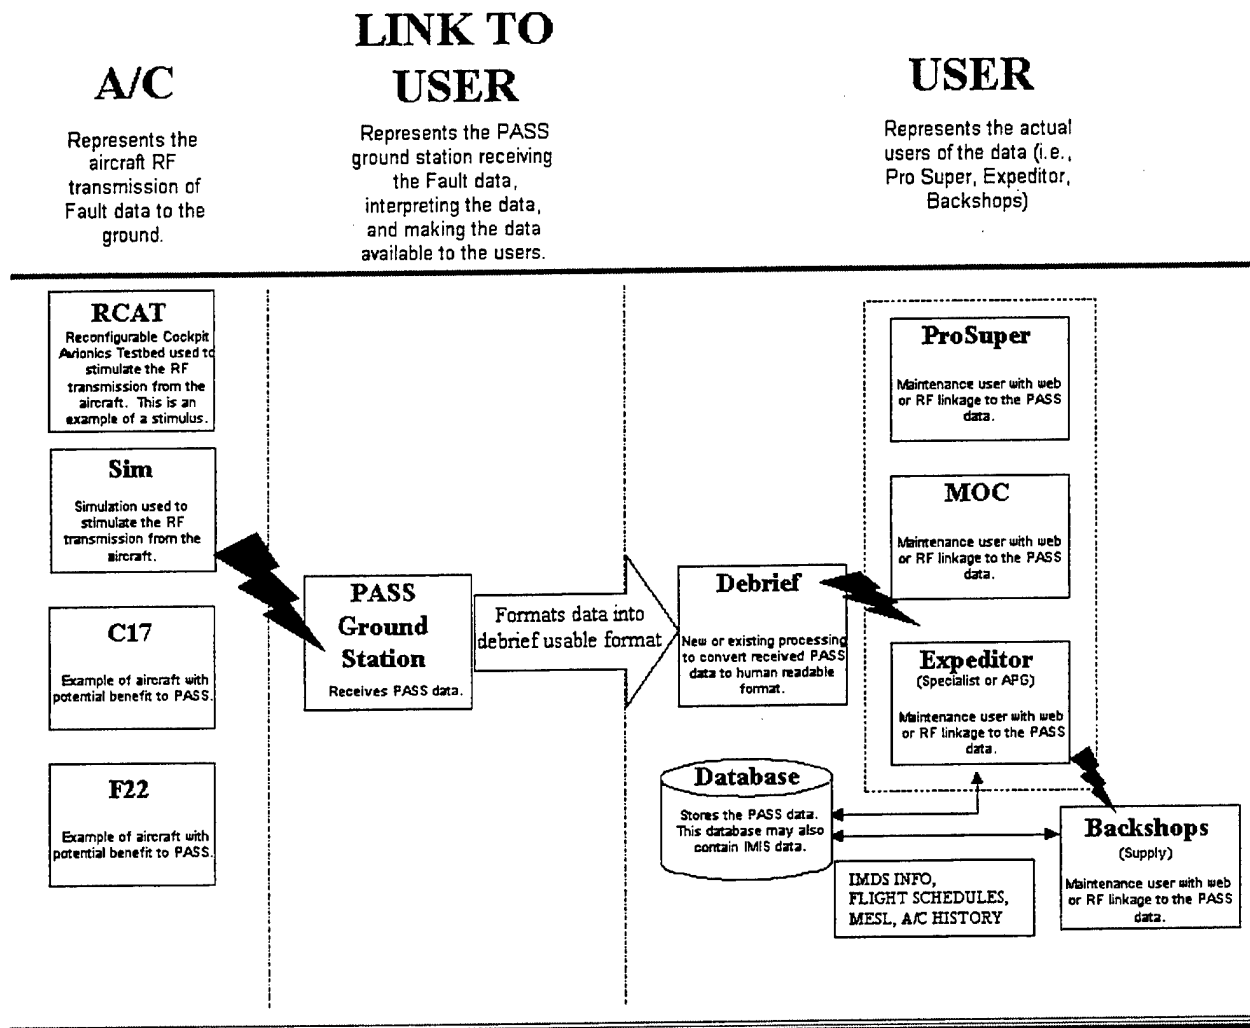 A/C
Represents the
aircraft RF
transmission of
Fault data to the
ground.
LINK TO
USER
Represents the PASS
ground station receiving
the Fault data,
interpreting the data,
and making the data
available to the users.
USER
Represents the actual
users of the data (i.e.,
Pro Super, Expeditor,
Backshops)
RCAT
Reconfigurable Cockpit
Avionics Testbed used to
stimulate the RF
transmission from the
aircraft. This is an
example of a stimulus.
Sim
Simulation used to
stimulate the RF
transmission from the
aircraft.
C17
Example of aircraft with
potential benefit to PASS.
F22
Example of aircraft with
potential benefit to PASS.
PASS
Ground
Station
Receives PASS data.
Formats data into
debrief usable format
Debrief
New or existing processing
to convert received PASS
data to human readable
format.
ProSuper
Maintenance user with web
or RF linkage to the PASS
data.
MOC
Maintenance user with web
or RF linkage to the PASS
data.
Expeditor
(Specialist or APG)
Maintenance user with web
or RF linkage to the PASS
data.
Database
Stores the PASS data.
This database may also
contain IMIS data.
IMDS INFO,
FLIGHT SCHEDULES,
MESL, A/C HISTORY
Backshops
(Supply)
Maintenance user with web
or RF linkage to the PASS
data.